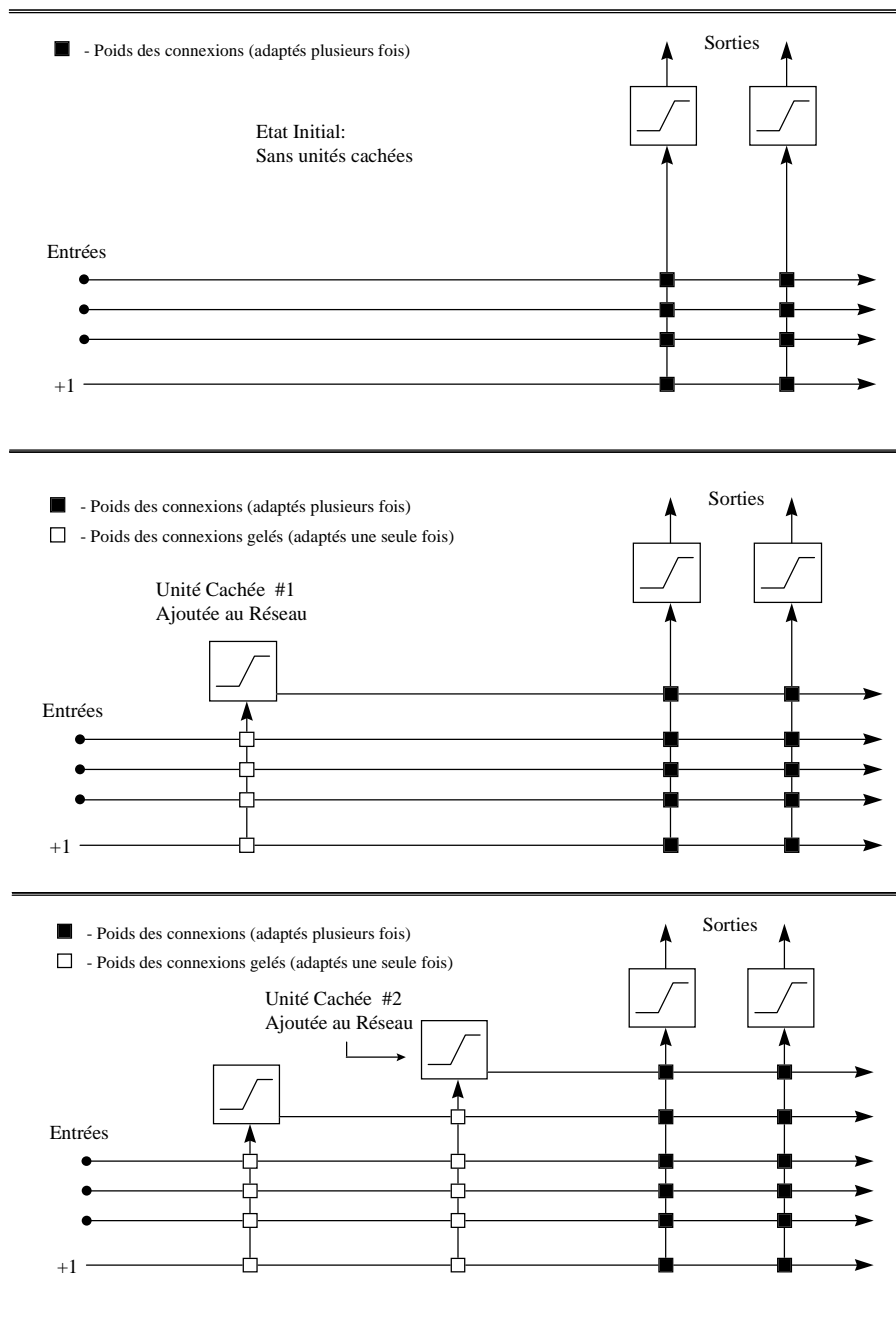 - Poids des connexions (adaptés plusieurs fois)
Sorties
Etat Initial:
Sans unités cachées
Entrées
+1
- Poids des connexions (adaptés plusieurs fois)
- Poids des connexions gelés (adaptés une seule fois)
Sorties
Unité Cachée #1
Ajoutée au Réseau
Entrées
+1
- Poids des connexions (adaptés plusieurs fois)
- Poids des connexions gelés (adaptés une seule fois)
Sorties
Unité Cachée #2
Ajoutée au Réseau
Entrées
+1